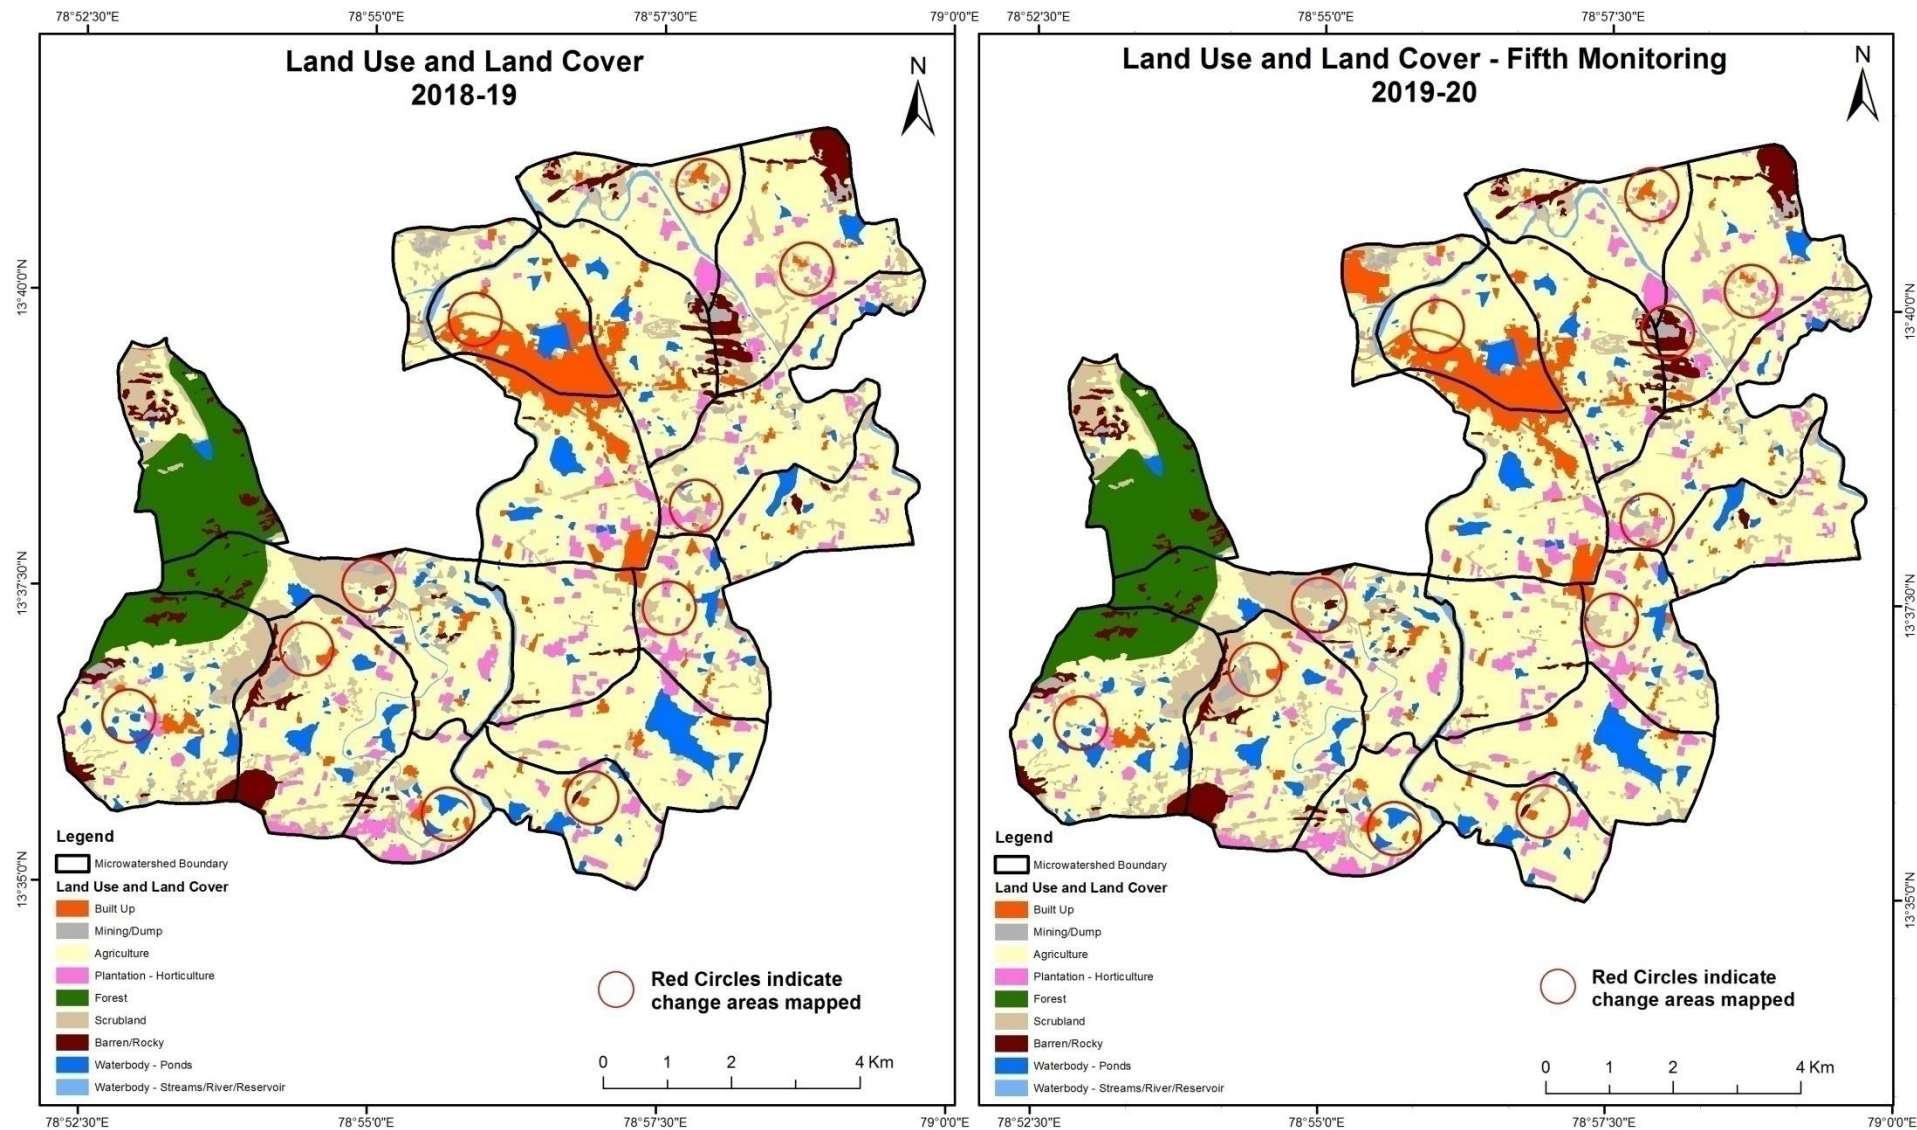 78°52'30"E
78°55'0"E
78°57'30"E
79°0'0"E
Land Use and Land Cover
2018-19
N
13°40'0"N
13°37'30"N
13°35'0"N
Legend
Microwatershed Boundary
Land Use and Land Cover
Built Up
Mining/Dump
Agriculture
Plantation - Horticulture
Forest
Scrubland
Barren/Rocky
Waterbody - Ponds
Waterbody - Streams/River/Reservoir
Red Circles indicate
change areas mapped
0 1 2 4 Km
78°52'30"E
78°55'0"E
78°57'30"E
79°0'0"E
78°52'30"E
78°55'0"E
78°57'30"E
Land Use and Land Cover - Fifth Monitoring
2019-20
N
13°40'0"N
13°37'30"N
13°35'0"N
Legend
Microwatershed Boundary
Land Use and Land Cover
Built Up
Mining/Dump
Agriculture
Plantation - Horticulture
Forest
Scrubland
Barren/Rocky
Waterbody - Ponds
Waterbody - Streams/River/Reservoir
Red Circles indicate
change areas mapped
0 1 2 4 Km
78°52'30"E
78°55'0"E
78°57'30"E
79°0'0"E